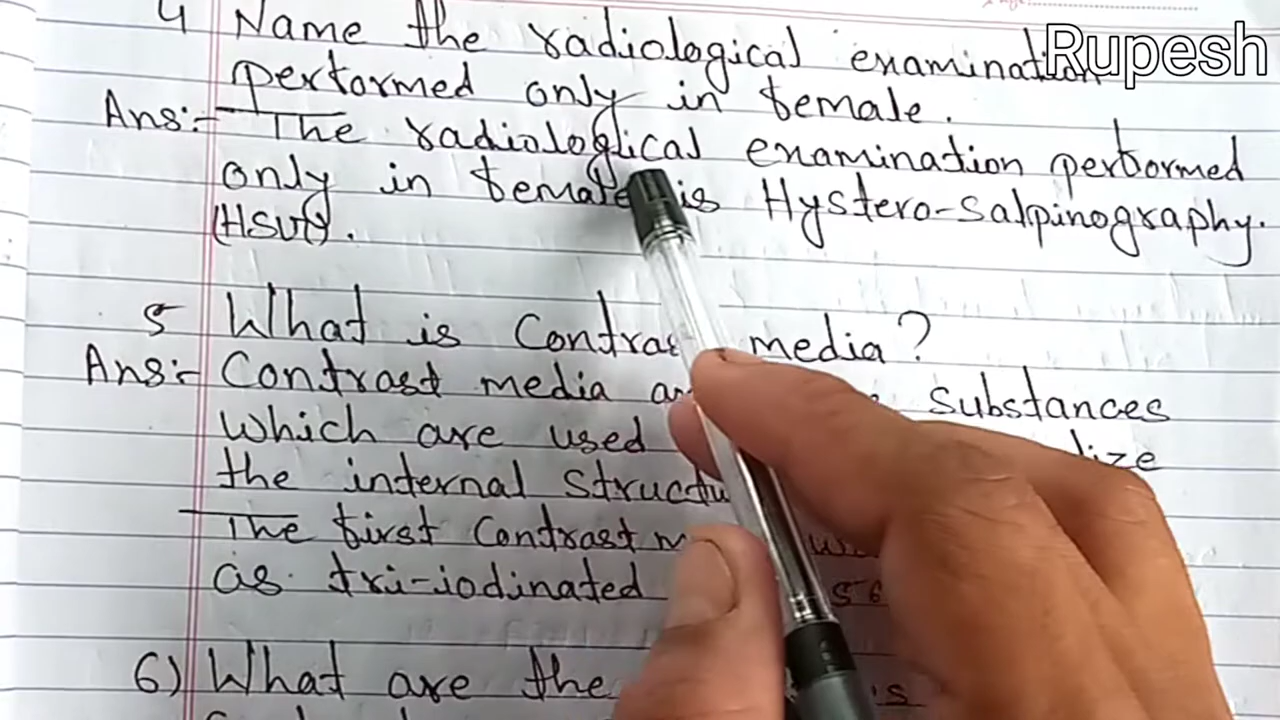 Rupesh
4 Name the radiological examination
performed only in female.
Ans:- The radiological examination performed
only in female is Hystero-Salpinography.
(HSG).
5 What is Contrast media?
Ans:- Contrast media are substances
which are used
the internal
The first Contrast
as tri-iodinated 56
6) What are the